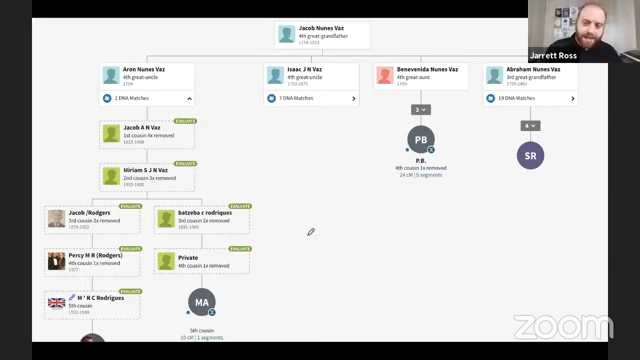 Jacob Nunes Vaz
4th great-grandfather
Jarrett Ross
Aron Nunes Vaz
4th great-uncle
2 DNA Matches
Isaac J N Vaz
4th great-uncle
7 DNA Matches
Benevenida Nunes Vaz
4th great-aunt
Abraham Nunes Vaz
3rd great-grandfather
19 DNA Matches
3
4
PB
SR
P.B.
4th cousin 1x removed
24 cM | 5 segments
EVALUATE
Jacob A N Vaz
1st cousin 4x removed
EVALUATE
Miriam S J N Vaz
2nd cousin 3x removed
EVALUATE
Jacob /Rodgers
3rd cousin 2x removed
EVALUATE
batzeba c rodriques
3rd cousin 2x removed
EVALUATE
Percy M R (Rodgers)
4th cousin 1x removed
EVALUATE
Private
4th cousin 1x removed
EVALUATE
M ' R C Rodrigues
5th cousin
MA
5th cousin
zoom